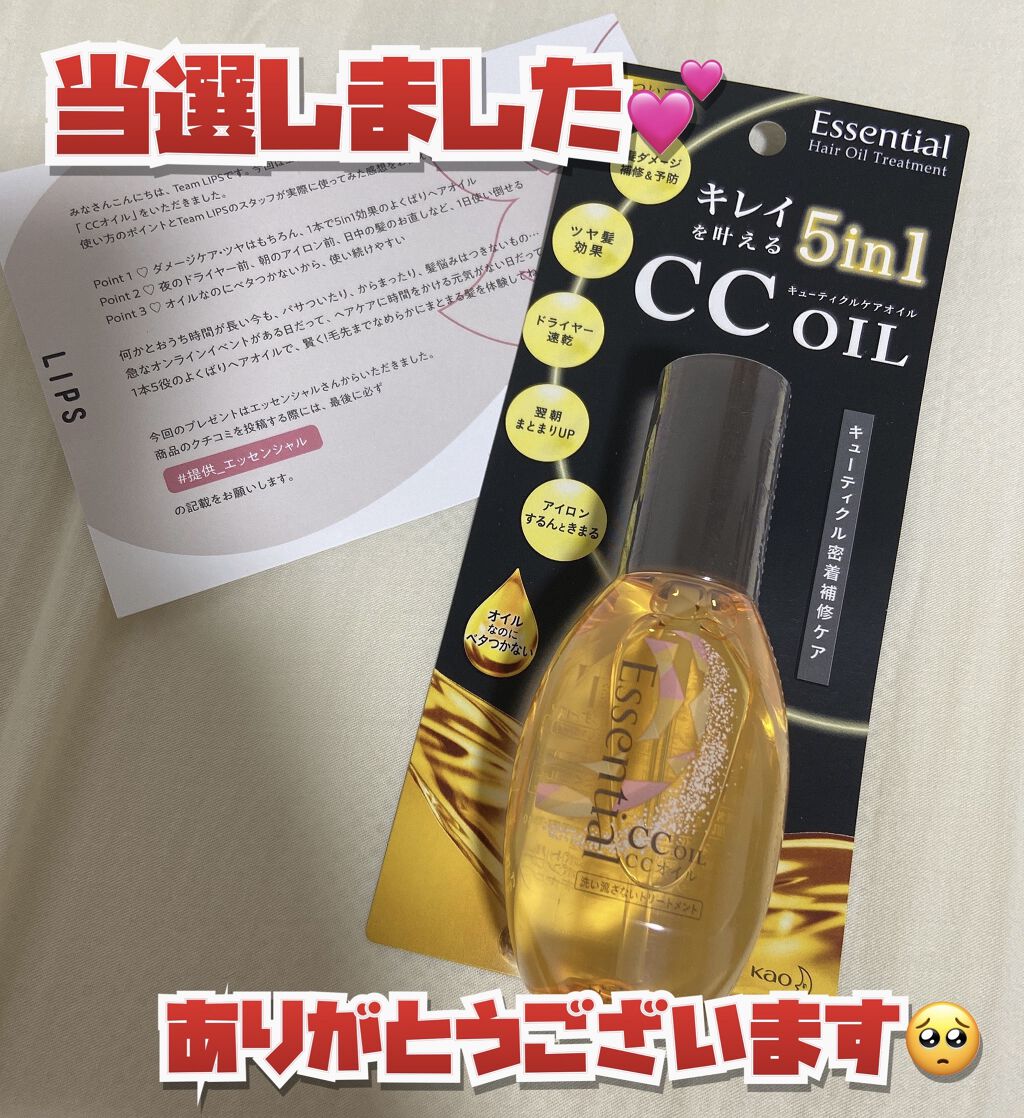 当選しました💕
みなさんこんにちは、Team LIPSです。今回は
「CCオイル」をいただきました。
使い方のポイントとTeam LIPSのスタッフが実際に使ってみた感想を
Point 1 ♡ ダメージケア・ツヤはもちろん、1本で5in1効果のよくばりヘアオイル
Point 2 ♡ 夜のドライヤー前、朝のアイロン前、日中の髪のお直しなど、1日使い倒せる
Point 3 ♡ オイルなのにベタつかないから、使い続けやすい
何かとおうち時間が長い今も、パサついたり、からまったり、髪悩みはつきないもの…
急なオンラインイベントがある日だって、ヘアケアに時間をかける元気がない日だって
1本5役のよくばりヘアオイルで、賢く!毛先までなめらかにまとまる髪を体験してね
今回のプレゼントはエッセンシャルさんからいただきました。
商品のクチコミを投稿する際には、最後に必ず
#提供_エッセンシャル
の記載をお願いします。
LIPS
Essential
Hair Oil Treatment
キレイ
を叶える
5in1
CC OIL
キューティクルケアオイル
髪ダメージ
補修&予防
ツヤ髪
効果
ドライヤー
速乾
翌朝
まとまりUP
アイロン
するんときまる
オイル
なのに
ベタつかない
キューティクル密着補修ケア
Essential
CC OIL
CCオイル
洗い流さないトリートメント
Kao
ありがとうございます🥺